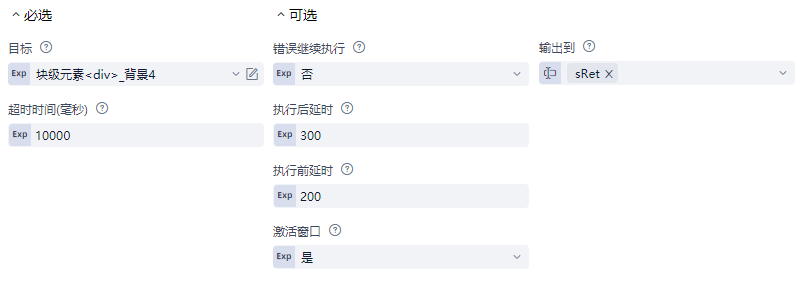 必选
目标
Exp 块级元素<div>_背景4
超时时间(毫秒)
Exp 10000
可选
错误继续执行
Exp 否
执行后延时
Exp 300
执行前延时
Exp 200
激活窗口
Exp 是
输出到
sRet